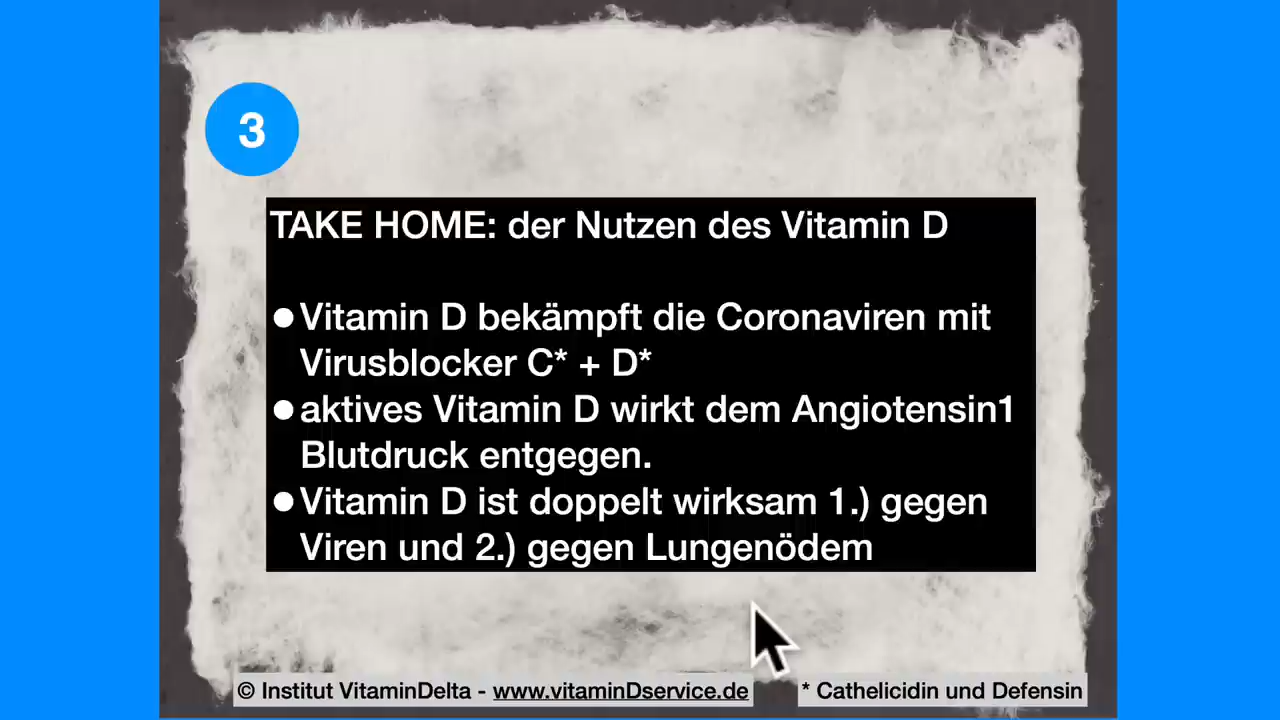 3
TAKE HOME: der Nutzen des Vitamin D
●Vitamin D bekämpft die Coronaviren mit
Virusblocker C* + D*
●aktives Vitamin D wirkt dem Angiotensin1
Blutdruck entgegen.
●Vitamin D ist doppelt wirksam 1.) gegen
Viren und 2.) gegen Lungenödem
© Institut VitaminDelta - www.vitaminDservice.de
* Cathelicidin und Defensin